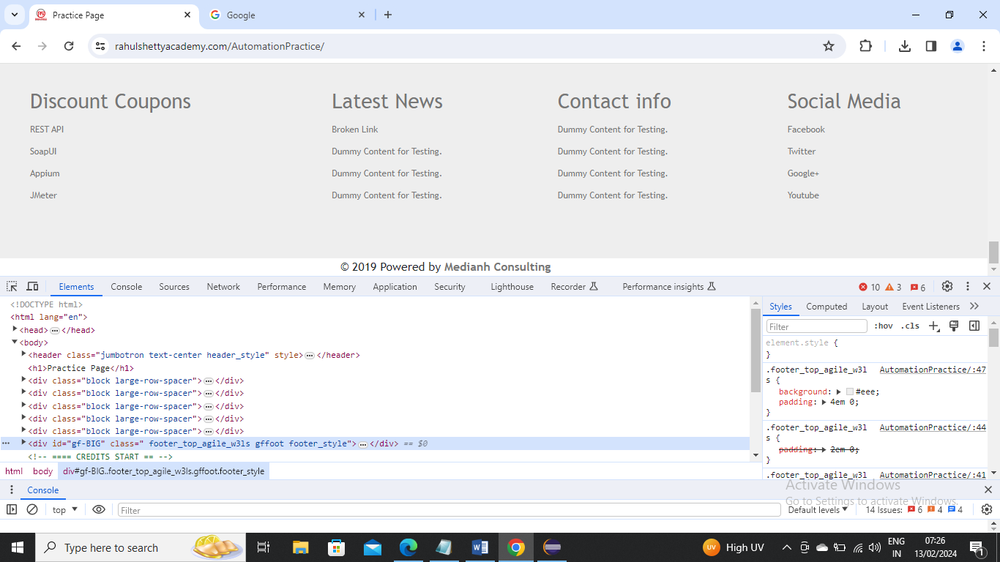 Practice Page
Google
rahulshettyacademy.com/AutomationPractice/
Discount Coupons Latest News Contact info Social Media
REST API Broken Link Dummy Content for Testing. Facebook
SoapUI Dummy Content for Testing. Dummy Content for Testing. Twitter
Appium Dummy Content for Testing. Dummy Content for Testing. Google+
JMeter Dummy Content for Testing. Dummy Content for Testing. Youtube
© 2019 Powered by Medianh Consulting
Elements Console Sources Network Performance Memory Application Security Lighthouse Recorder Performance insights 10 3 6
<!DOCTYPE html>
<html lang="en">
<head> ••• </head>
<body>
<header class="jumbotron text-center header_style" style> ••• </header>
<h1>Practice Page</h1>
<div class="block large-row-spacer"> ••• </div>
<div class="block large-row-spacer"> ••• </div>
<div class="block large-row-spacer"> ••• </div>
<div class="block large-row-spacer"> ••• </div>
<div class="block large-row-spacer"> ••• </div>
••• <div id="gf-BIG" class=" footer_top_agile_w3ls gffoot footer_style"> ••• </div> == $0
<!-- ==== CREDITS START == -->
html body div#gf-BIG..footer_top_agile_w3ls.gffoot.footer_style
Styles Computed Layout Event Listeners »
Filter :hov .cls
element.style {
}
.footer_top_agile_w3l AutomationPractice/:47
s {
background: #eee;
padding: 4em 0;
}
.footer_top_agile_w3l AutomationPractice/:44
s {
padding: 2em 0;
}
.footer_top_agile_w3l AutomationPractice/:41
Console
Activate Windows
Go to Settings to activate Windows.
top Filter Default levels 14 Issues: 6 4 4
Type here to search
UV High UV
ENG
IN
07:26
13/02/2024
1